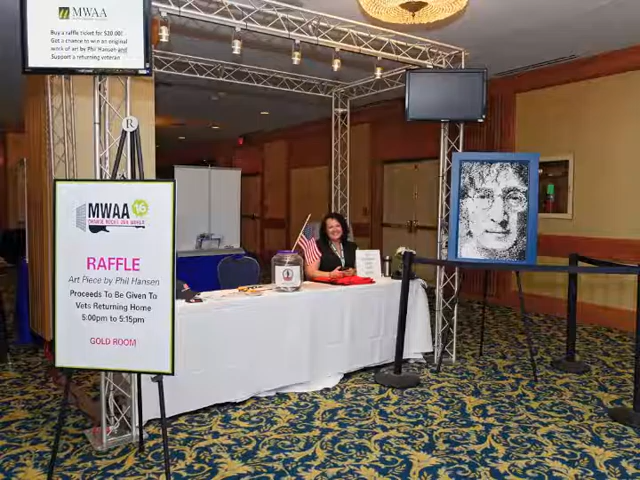 MWAA
Buy a raffle ticket for $20.00!
Get a chance to win an original
work of art by Phil Hansen and
Support a returning veteran
R
MWAA 16
RAFFLE
Art Piece by Phil Hansen
Proceeds To Be Given To
Vets Returning Home
5:00pm to 5:15pm
GOLD ROOM